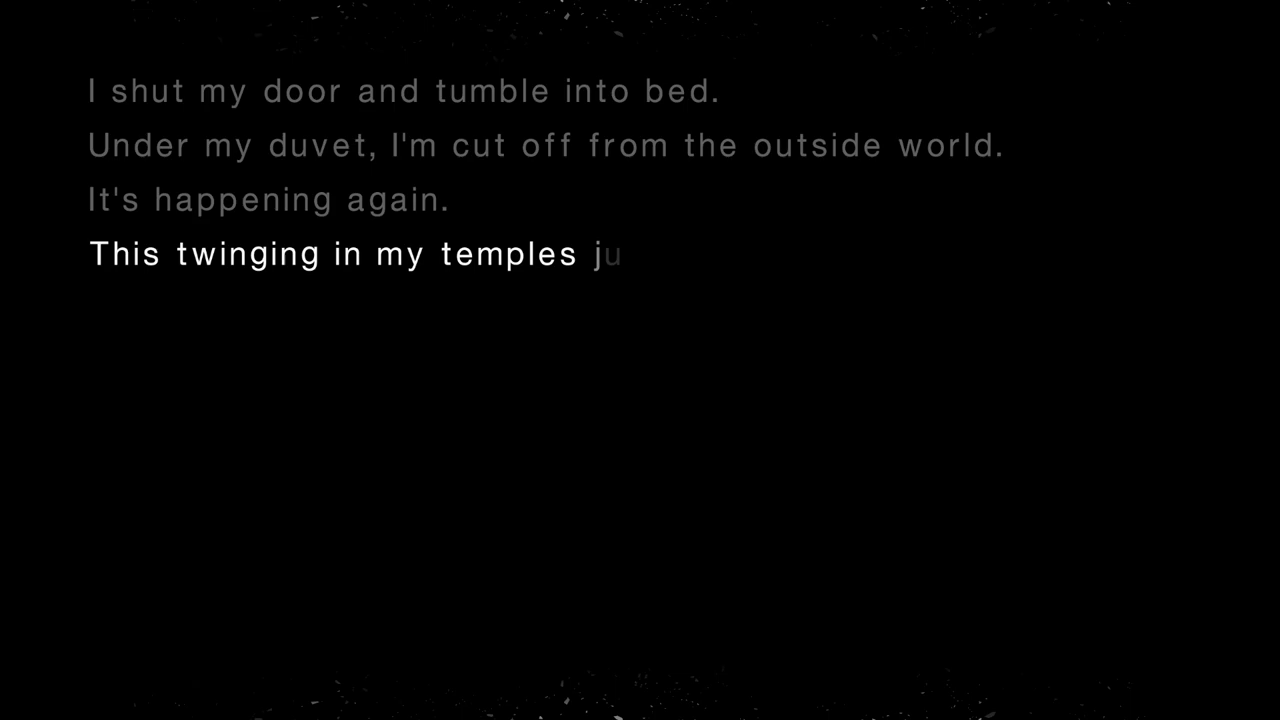 I shut my door and tumble into bed.
Under my duvet, I'm cut off from the outside world.
It's happening again.
This twinging in my temples ju